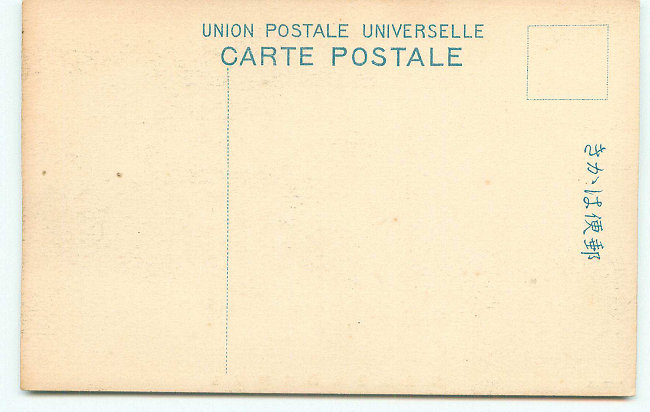 UNION POSTALE UNIVERSELLE
CARTE POSTALE
郵便はかき